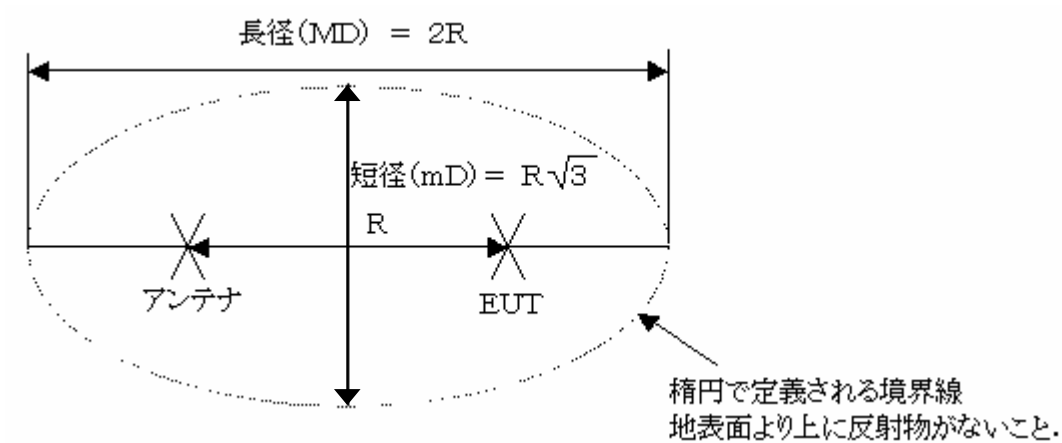 長径(MD) = 2R
短径(mD)= R√3
R
アンテナ
EUT
楕円で定義される境界線
地表面より上に反射物がないこと.